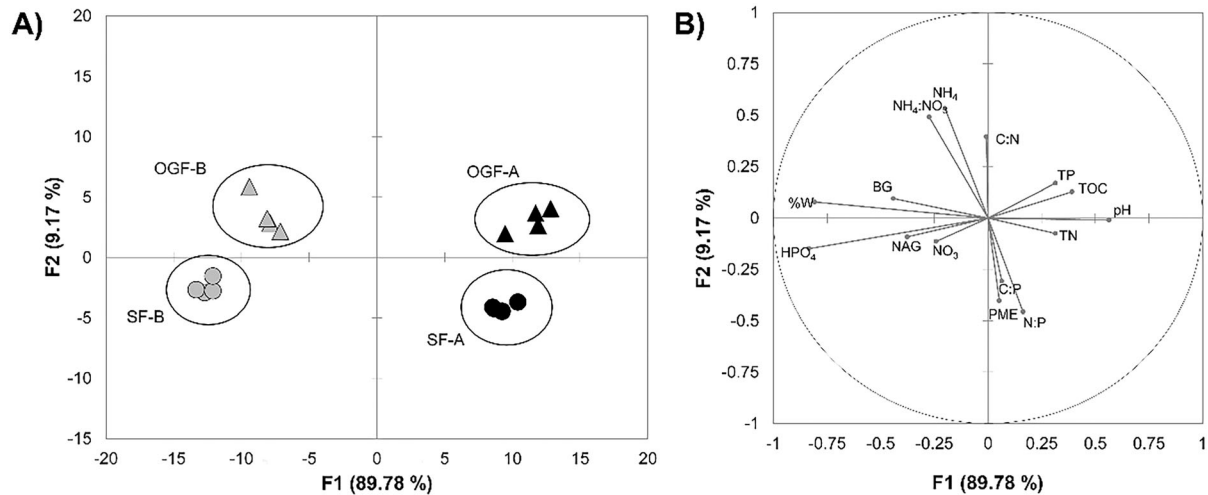 A)
20
15
10
5
0
-5
-10
-15
-20 -15 -10 -5 0 5 10 15 20
F2 (9.17 %)
F1 (89.78 %)
OGF-B
OGF-A
SF-B
SF-A
B)
1
0.75
0.5
0.25
0
-0.25
-0.5
-0.75
-1
-1 -0.75 -0.5 -0.25 0 0.25 0.5 0.75 1
F2 (9.17 %)
F1 (89.78 %)
NH₄
NH₄:NO₃
C:N
TP
TOC
BG
%W
pH
TN
NAG
NO₃
HPO₄
C:P
PME
N:P